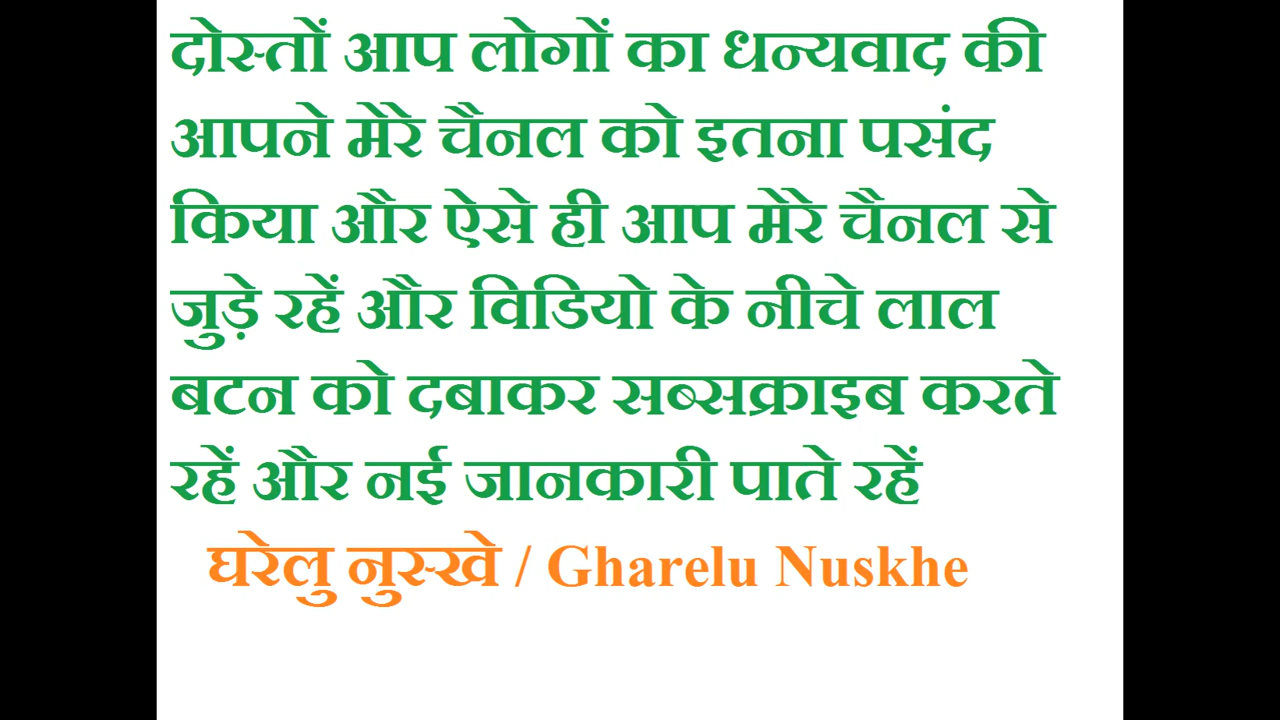 दोस्तों आप लोगों का धन्यवाद की
आपने मेरे चैनल को इतना पसंद
किया और ऐसे ही आप मेरे चैनल से
जुड़े रहें और विडियो के नीचे लाल
बटन को दबाकर सब्सक्राइब करते
रहें और नई जानकारी पाते रहें
घरेलु नुस्खे / Gharelu Nuskhe